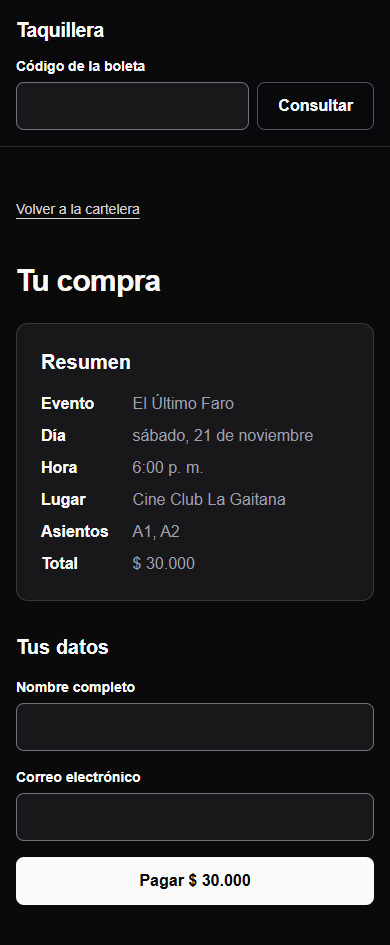 Taquillera
Código de la boleta
Consultar
Volver a la cartelera
Tu compra
Resumen
Evento El Último Faro
Día sábado, 21 de noviembre
Hora 6:00 p. m.
Lugar Cine Club La Gaitana
Asientos A1, A2
Total $ 30.000
Tus datos
Nombre completo
Correo electrónico
Pagar $ 30.000